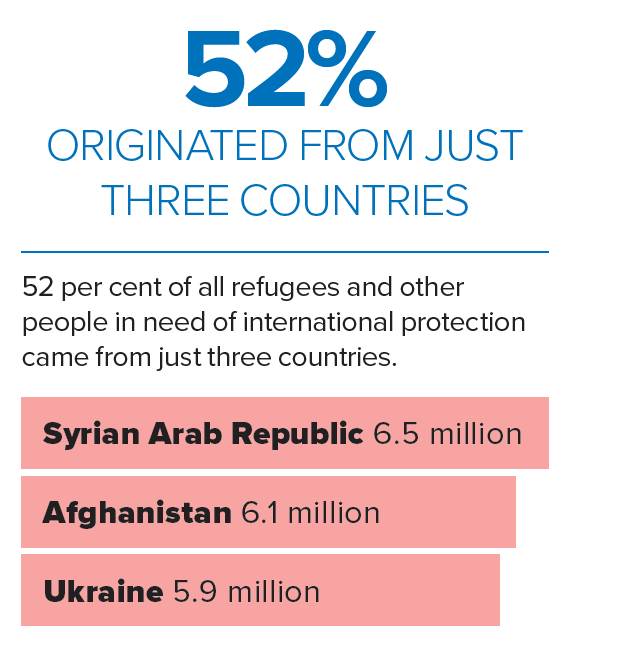 52%
ORIGINATED FROM JUST
THREE COUNTRIES
52 per cent of all refugees and other
people in need of international protection
came from just three countries.
Syrian Arab Republic 6.5 million
Afghanistan 6.1 million
Ukraine 5.9 million